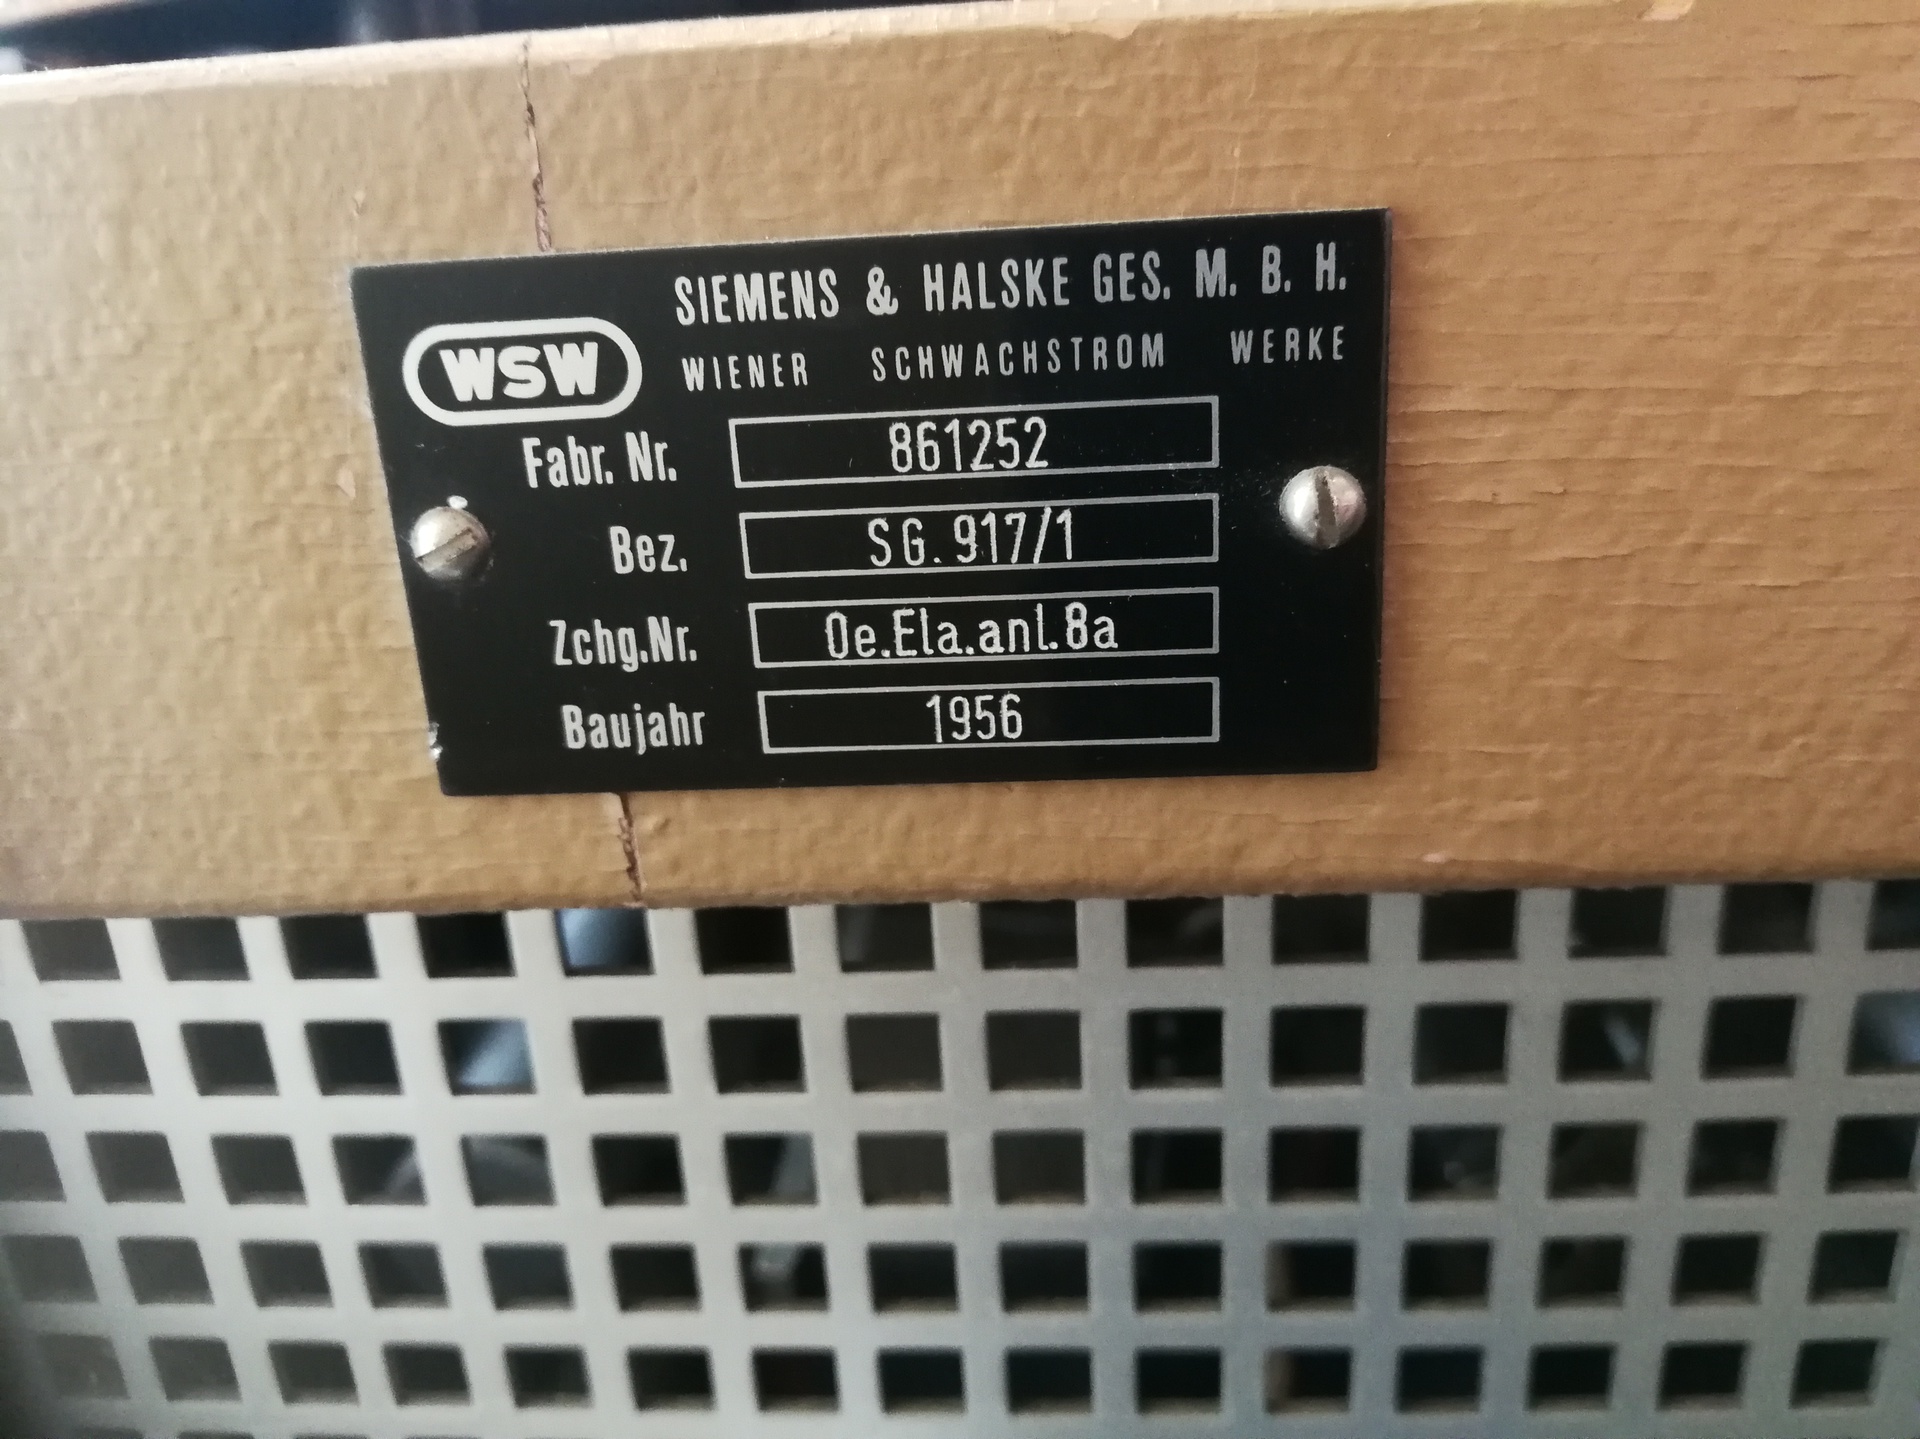 SIEMENS & HALSKE GES. M. B. H.
WSW WIENER SCHWACHSTROM WERKE
Fabr. Nr. 861252
Bez. SG. 917/1
Zchg.Nr. Oe.Ela.anl.8a
Baujahr 1956